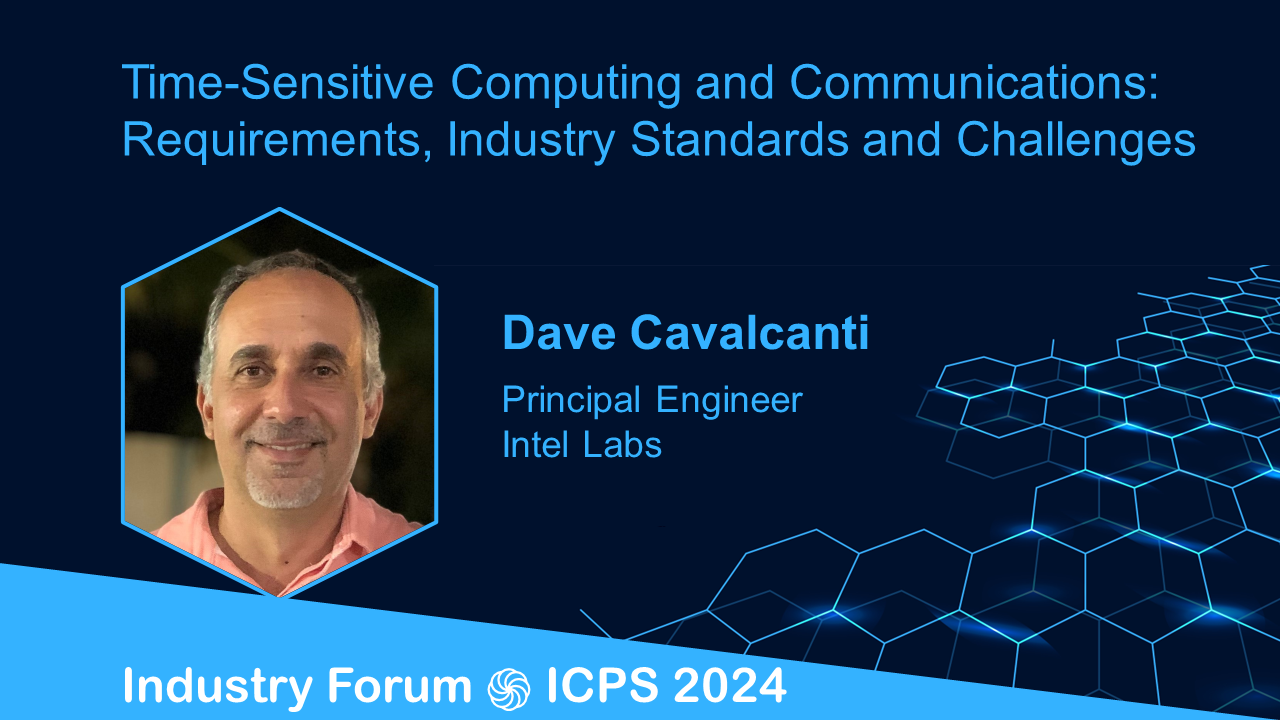 Time-Sensitive Computing and Communications:
Requirements, Industry Standards and Challenges
Dave Cavalcanti
Principal Engineer
Intel Labs
Industry Forum ICPS 2024